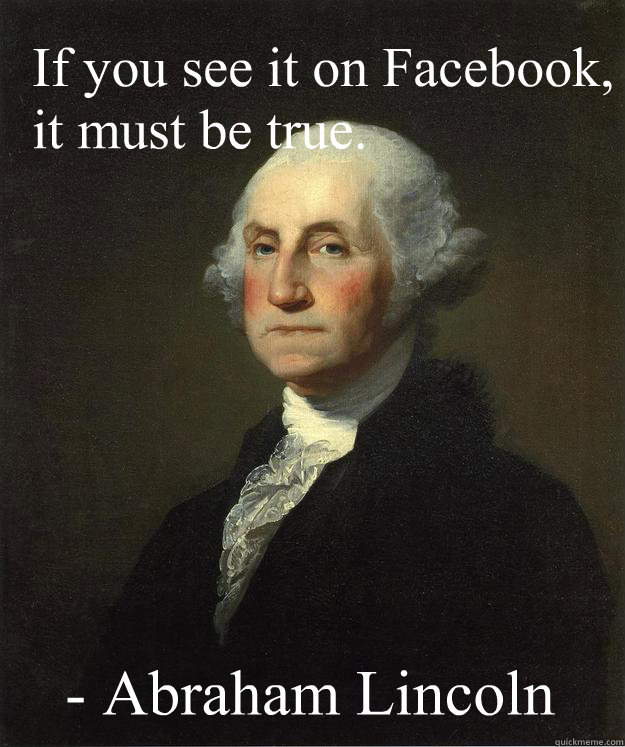 If you see it on Facebook,
it must be true.
- Abraham Lincoln
quickmeme.com